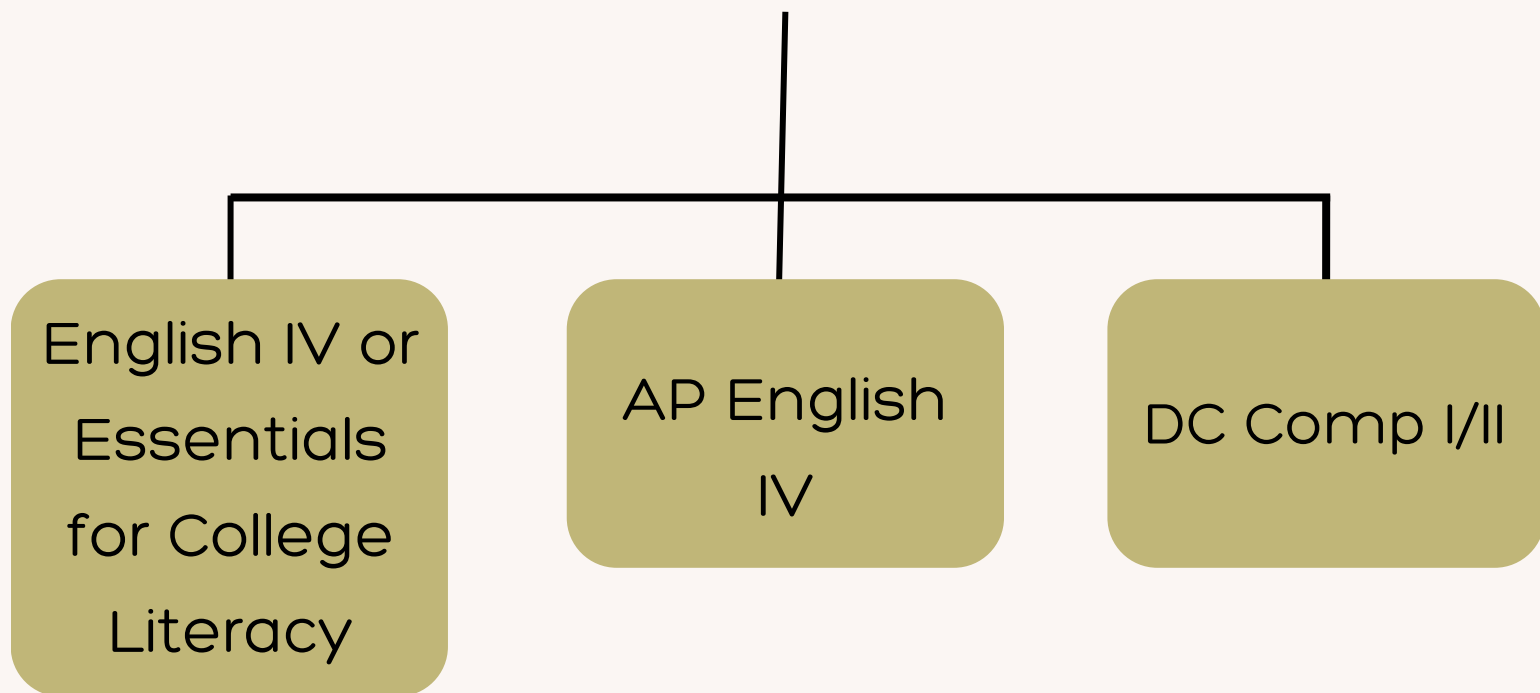 English IV or
Essentials
for College
Literacy
AP English
IV
DC Comp I/II